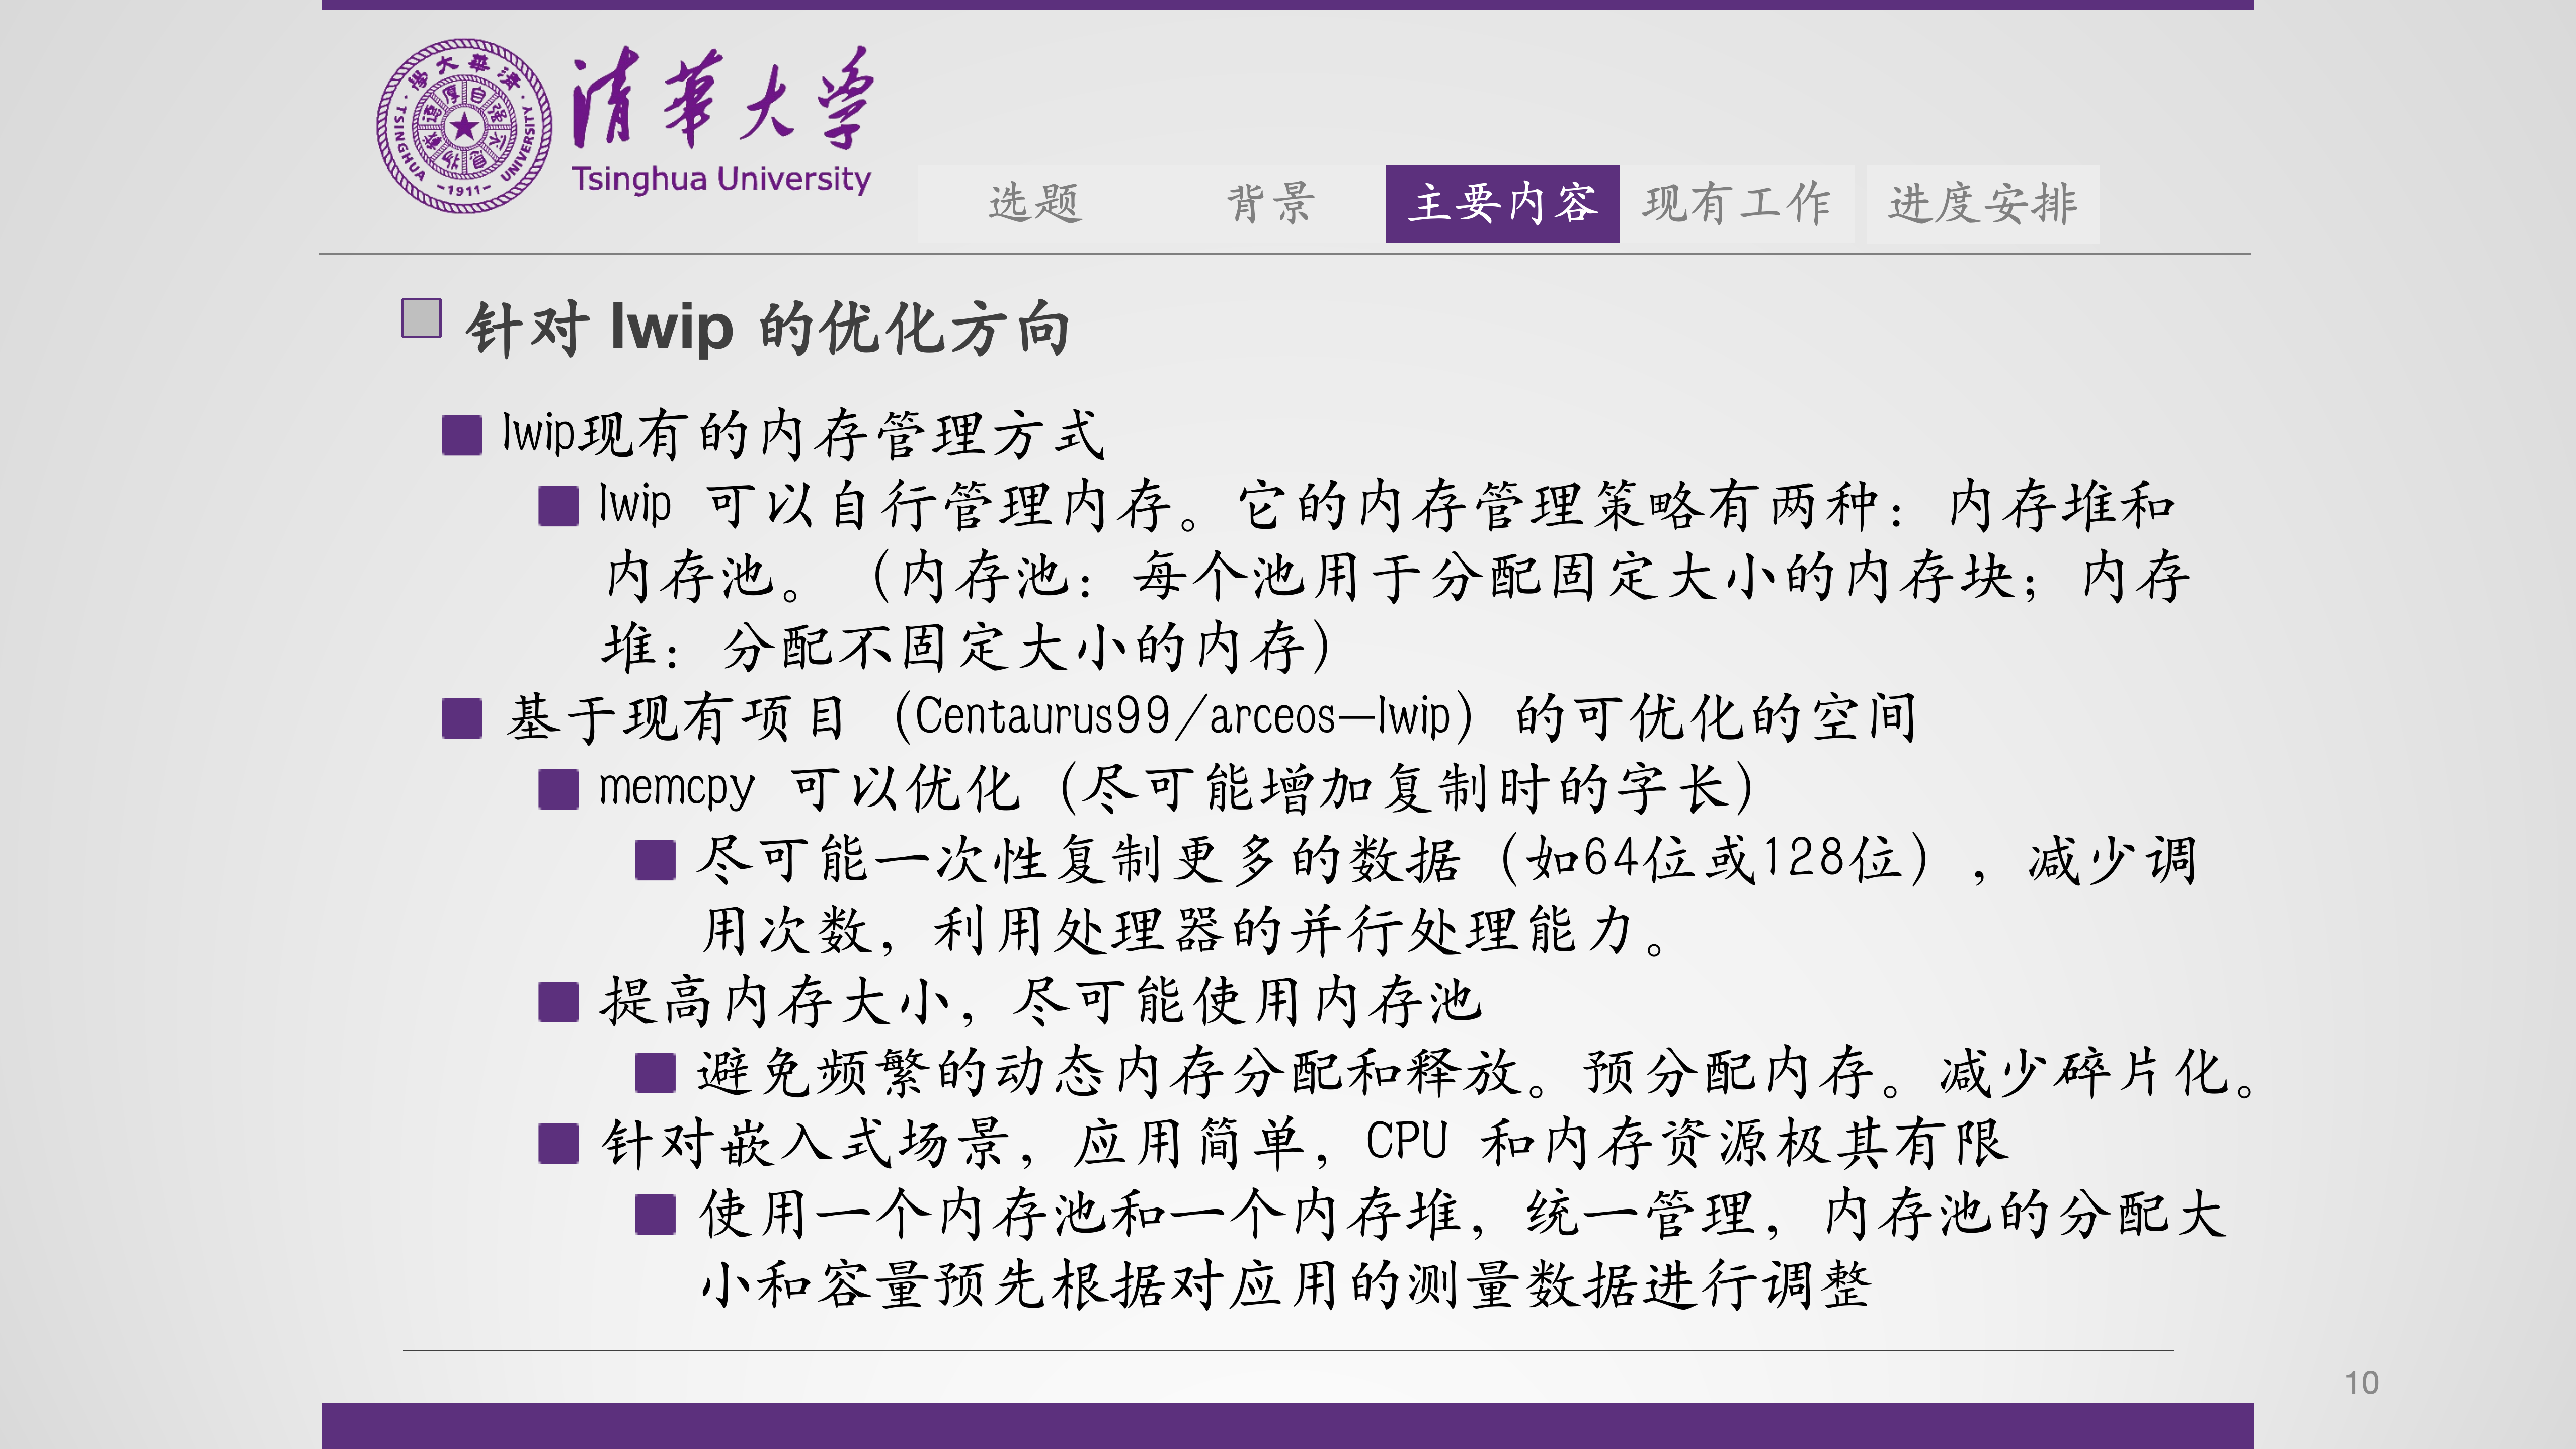 清華大学
Tsinghua University
選題
背景
主要内容
现有工作
进度安排
针对 lwip 的优化方向
lwip现有的内存管理方式
lwip 可以自行管理内存。它的内存管理策略有两种：内存堆和
内存池。（内存池：每个池用于分配固定大小的内存块；内存
堆：分配不固定大小的内存）
基于现有项目（Centaurus99/arceos-lwip）的可优化的空间
memcpy 可以优化（尽可能增加复制时的字长）
尽可能一次性复制更多的数据（如64位或128位），减少调
用次数，利用处理器的并行处理能力。
提高内存大小，尽可能使用内存池
避免频繁的动态内存分配和释放。预分配内存。减少碎片化。
针对嵌入式场景，应用简单，CPU 和内存资源极其有限
使用一个内存池和一个内存堆，统一管理，内存池的分配大
小和容量预先根据对应用的测量数据进行调整
10